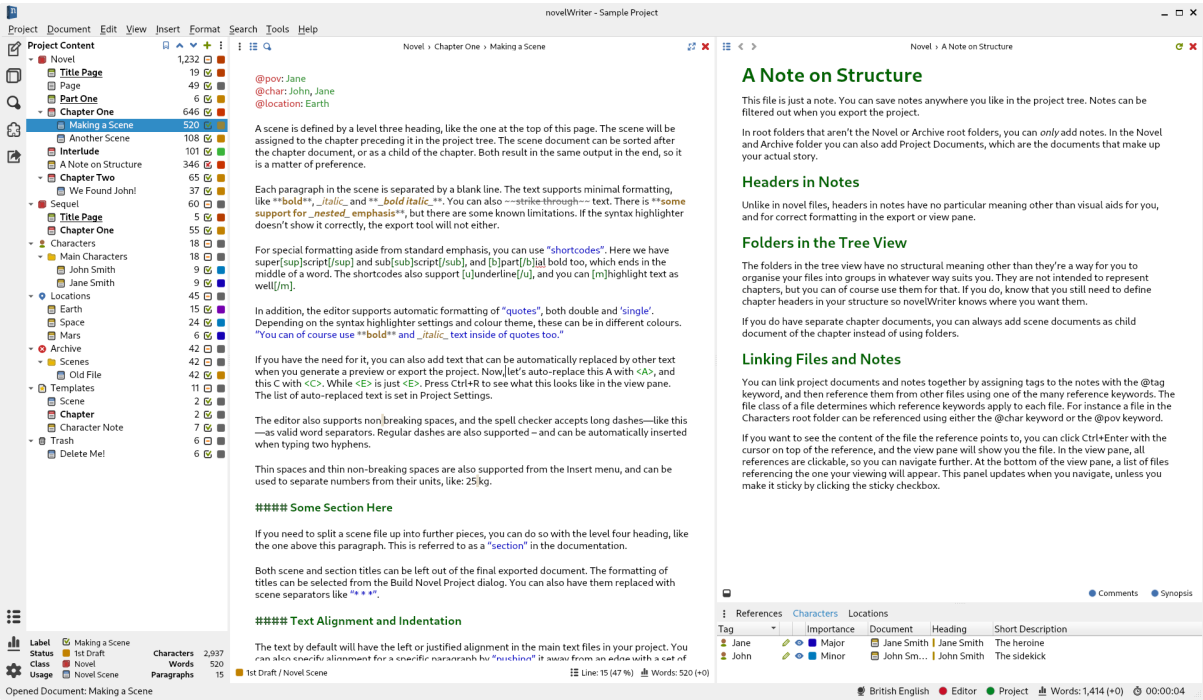 novelWriter - Sample Project
Project Document Edit View Insert Format Search Tools Help
Project Content
Novel 1,232
Title Page 19
Page 49
Part One 6
Chapter One 646
Making a Scene 520
Another Scene 108
Interlude 101
A Note on Structure 346
Chapter Two 65
We Found John! 37
Sequel 60
Title Page 5
Chapter One 55
Characters 18
Main Characters 18
John Smith 9
Jane Smith 9
Locations 45
Earth 15
Space 24
Mars 6
Archive 42
Scenes 42
Old File 42
Templates 11
Scene 2
Chapter 2
Character Note 7
Trash 6
Delete Me! 6
Label Making a Scene
Status 1st Draft Characters 2,937
Class Novel Words 520
Usage Novel Scene Paragraphs 15
Novel › Chapter One › Making a Scene
@pov: Jane
@char: John, Jane
@location: Earth
A scene is defined by a level three heading, like the one at the top of this page. The scene will be
assigned to the chapter preceding it in the project tree. The scene document can be sorted after
the chapter document, or as a child of the chapter. Both result in the same output in the end, so it
is a matter of preference.
Each paragraph in the scene is separated by a blank line. The text supports minimal formatting,
like **bold**, _italic_ and **_bold italic_**. You can also ~~strike through~~ text. There is **some
support for _nested_ emphasis**, but there are some known limitations. If the syntax highlighter
doesn't show it correctly, the export tool will not either.
For special formatting aside from standard emphasis, you can use “shortcodes”. Here we have
super[sup]script[/sup] and sub[sub]script[/sub], and [b]part[/b]ial bold too, which ends in the
middle of a word. The shortcodes also support [u]underline[/u], and you can [m]highlight text as
well[/m].
In addition, the editor supports automatic formatting of “quotes”, both double and ‘single’.
Depending on the syntax highlighter settings and colour theme, these can be in different colours.
“You can of course use **bold** and _italic_ text inside of quotes too.”
If you have the need for it, you can also add text that can be automatically replaced by other text
when you generate a preview or export the project. Now, let’s auto-replace this A with <A>, and
this C with <C>. While <E> is just <E>. Press Ctrl+R to see what this looks like in the view pane.
The list of auto-replaced text is set in Project Settings.
The editor also supports non breaking spaces, and the spell checker accepts long dashes—like this
—as valid word separators. Regular dashes are also supported – and can be automatically inserted
when typing two hyphens.
Thin spaces and thin non-breaking spaces are also supported from the Insert menu, and can be
used to separate numbers from their units, like: 25 kg.
#### Some Section Here
If you need to split a scene file up into further pieces, you can do so with the level four heading, like
the one above this paragraph. This is referred to as a “section” in the documentation.
Both scene and section titles can be left out of the final exported document. The formatting of
titles can be selected from the Build Novel Project dialog. You can also have them replaced with
scene separators like “* * *”.
#### Text Alignment and Indentation
The text by default will have the left or justified alignment in the main text files in your project. You
can also specify alignment for a specific paragraph by “pushing” it away from an edge with a set of
1st Draft / Novel Scene Line: 15 (47 %) Words: 520 (+0)
Novel › A Note on Structure
A Note on Structure
This file is just a note. You can save notes anywhere you like in the project tree. Notes can be
filtered out when you export the project.
In root folders that aren’t the Novel or Archive root folders, you can only add notes. In the Novel
and Archive folder you can also add Project Documents, which are the documents that make up
your actual story.
Headers in Notes
Unlike in novel files, headers in notes have no particular meaning other than visual aids for you,
and for correct formatting in the export or view pane.
Folders in the Tree View
The folders in the tree view have no structural meaning other than they’re a way for you to
organise your files into groups in whatever way suits you. They are not intended to represent
chapters, but you can of course use them for that. If you do, know that you still need to define
chapter headers in your structure so novelWriter knows where you want them.
If you do have separate chapter documents, you can always add scene documents as child
document of the chapter instead of using folders.
Linking Files and Notes
You can link project documents and notes together by assigning tags to the notes with the @tag
keyword, and then reference them from other files using one of the many reference keywords. The
file class of a file determines which reference keywords apply to each file. For instance a file in the
Characters root folder can be referenced using either the @char keyword or the @pov keyword.
If you want to see the content of the file the reference points to, you can click Ctrl+Enter with the
cursor on top of the reference, and the view pane will show you the file. In the view pane, all
references are clickable, so you can navigate further. At the bottom of the view pane, a list of files
referencing the one your viewing will appear. This panel updates when you navigate, unless you
make it sticky by clicking the sticky checkbox.
Comments Synopsis
References Characters Locations
Tag Importance Document Heading Short Description
Jane Major Jane Smith Jane Smith The heroine
John Minor John Sm... John Smith The sidekick
Opened Document: Making a Scene
British English Editor Project Words: 1,414 (+0) 00:00:04